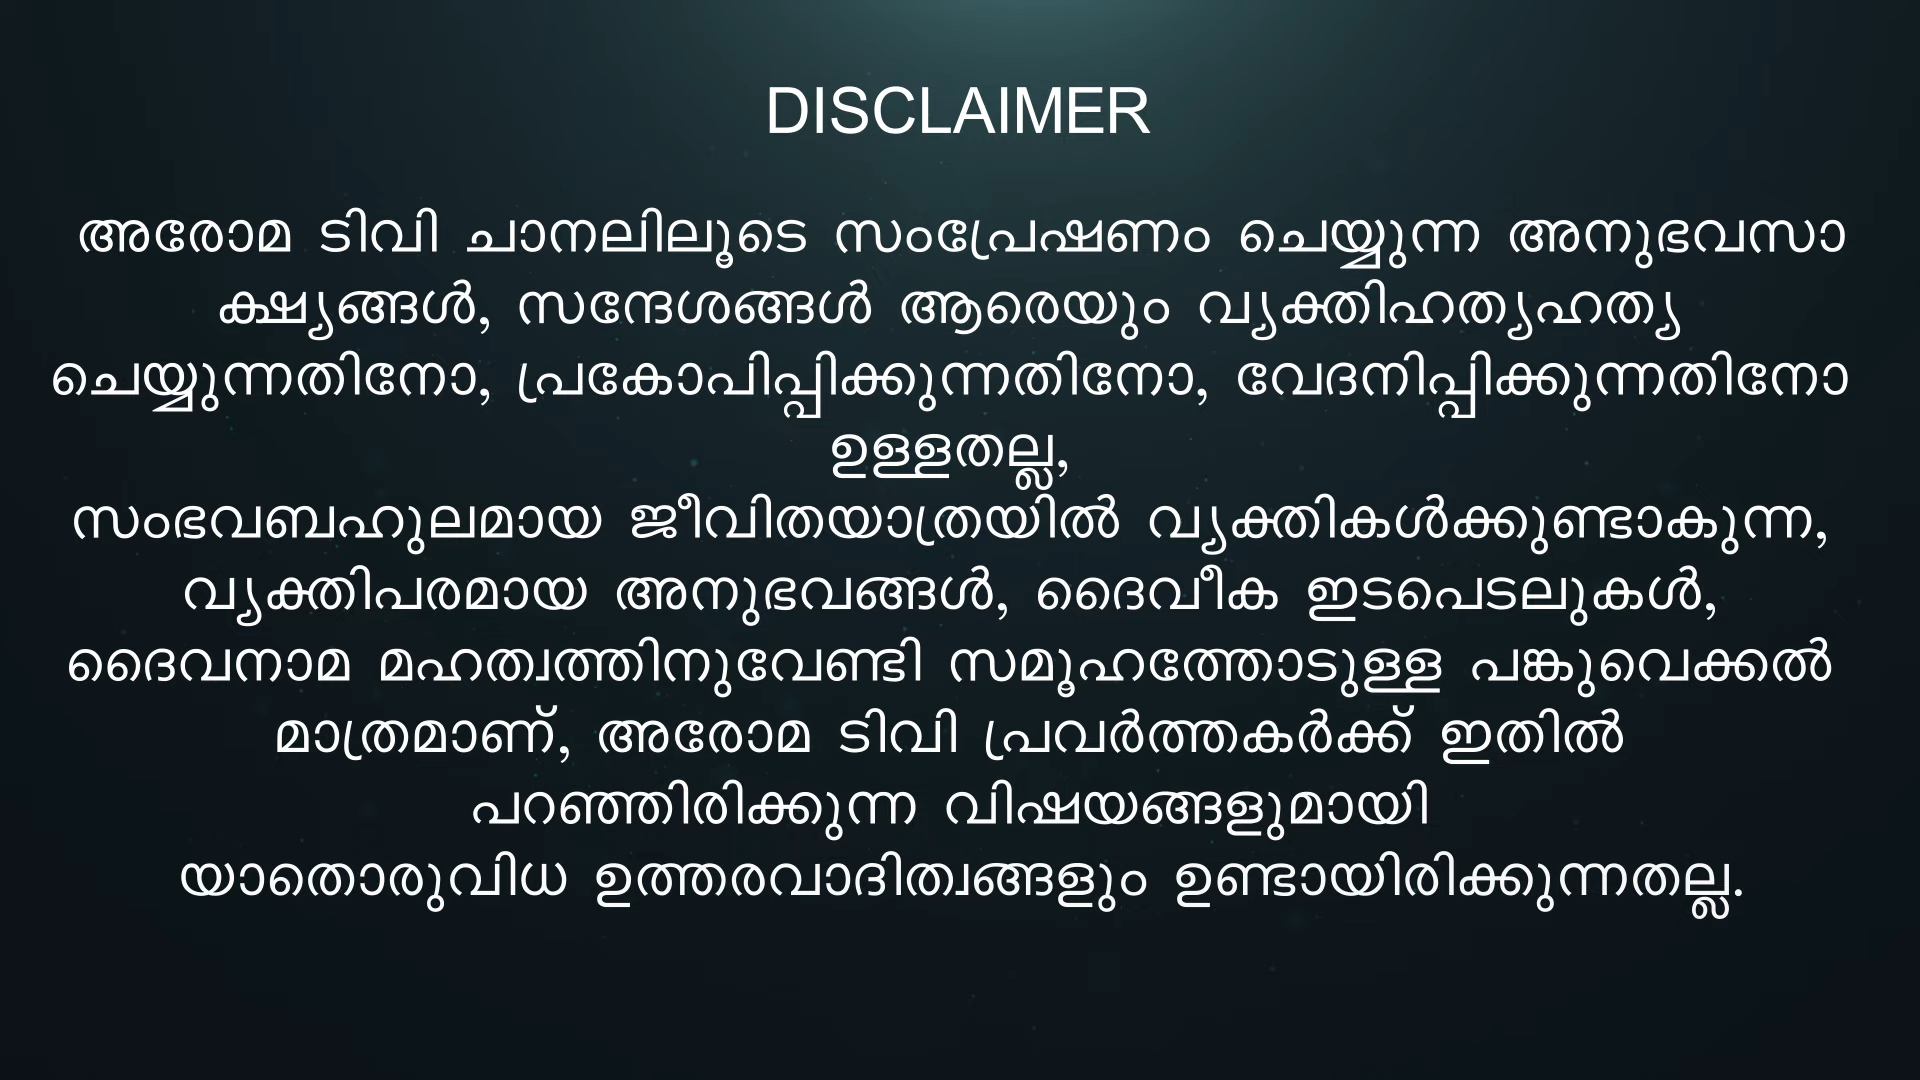 DISCLAIMER
അരോമ ടിവി ചാനലിലൂടെ സംപ്രേഷണം ചെയ്യുന്ന അനുഭവസാ
ക്ഷ്യങ്ങൾ, സന്ദേശങ്ങൾ ആരെയും വ്യക്തിഹത്യഹത്യ
ചെയ്യുന്നതിനോ, പ്രകോപിപ്പിക്കുന്നതിനോ, വേദനിപ്പിക്കുന്നതിനോ
ഉള്ളതല്ല,
സംഭവബഹുലമായ ജീവിതയാത്രയിൽ വ്യക്തികൾക്കുണ്ടാകുന്ന,
വ്യക്തിപരമായ അനുഭവങ്ങൾ, ദൈവീക ഇടപെടലുകൾ,
ദൈവനാമ മഹത്വത്തിനുവേണ്ടി സമൂഹത്തോടുള്ള പങ്കുവെക്കൽ
മാത്രമാണ്, അരോമ ടിവി പ്രവർത്തകർക്ക് ഇതിൽ
പറഞ്ഞിരിക്കുന്ന വിഷയങ്ങളുമായി
യാതൊരുവിധ ഉത്തരവാദിത്വങ്ങളും ഉണ്ടായിരിക്കുന്നതല്ല.